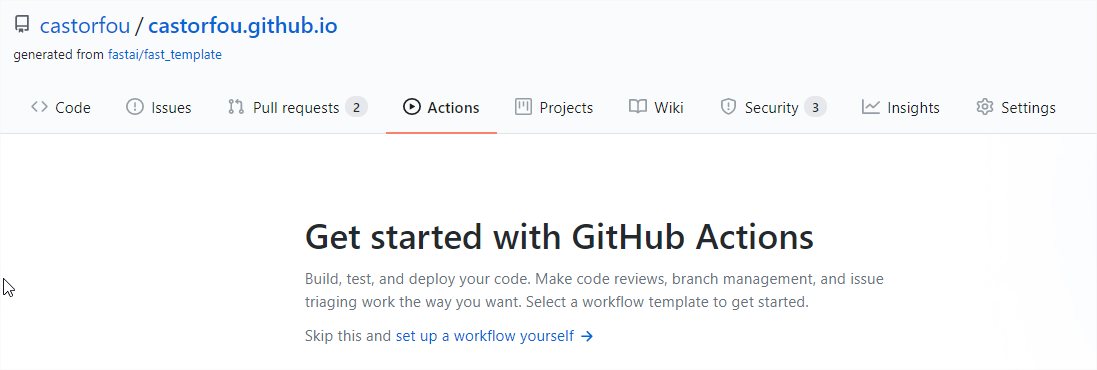 castorfou / castorfou.github.io
generated from fastai/fast_template
Code Issues Pull requests 2 Actions Projects Wiki Security 3 Insights Settings
Get started with GitHub Actions
Build, test, and deploy your code. Make code reviews, branch management, and issue
triaging work the way you want. Select a workflow template to get started.
Skip this and set up a workflow yourself →